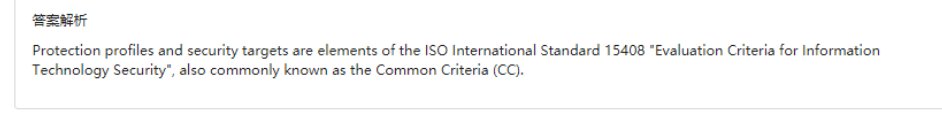 答案解析
Protection profiles and security targets are elements of the ISO International Standard 15408 "Evaluation Criteria for Information
Technology Security", also commonly known as the Common Criteria (CC).